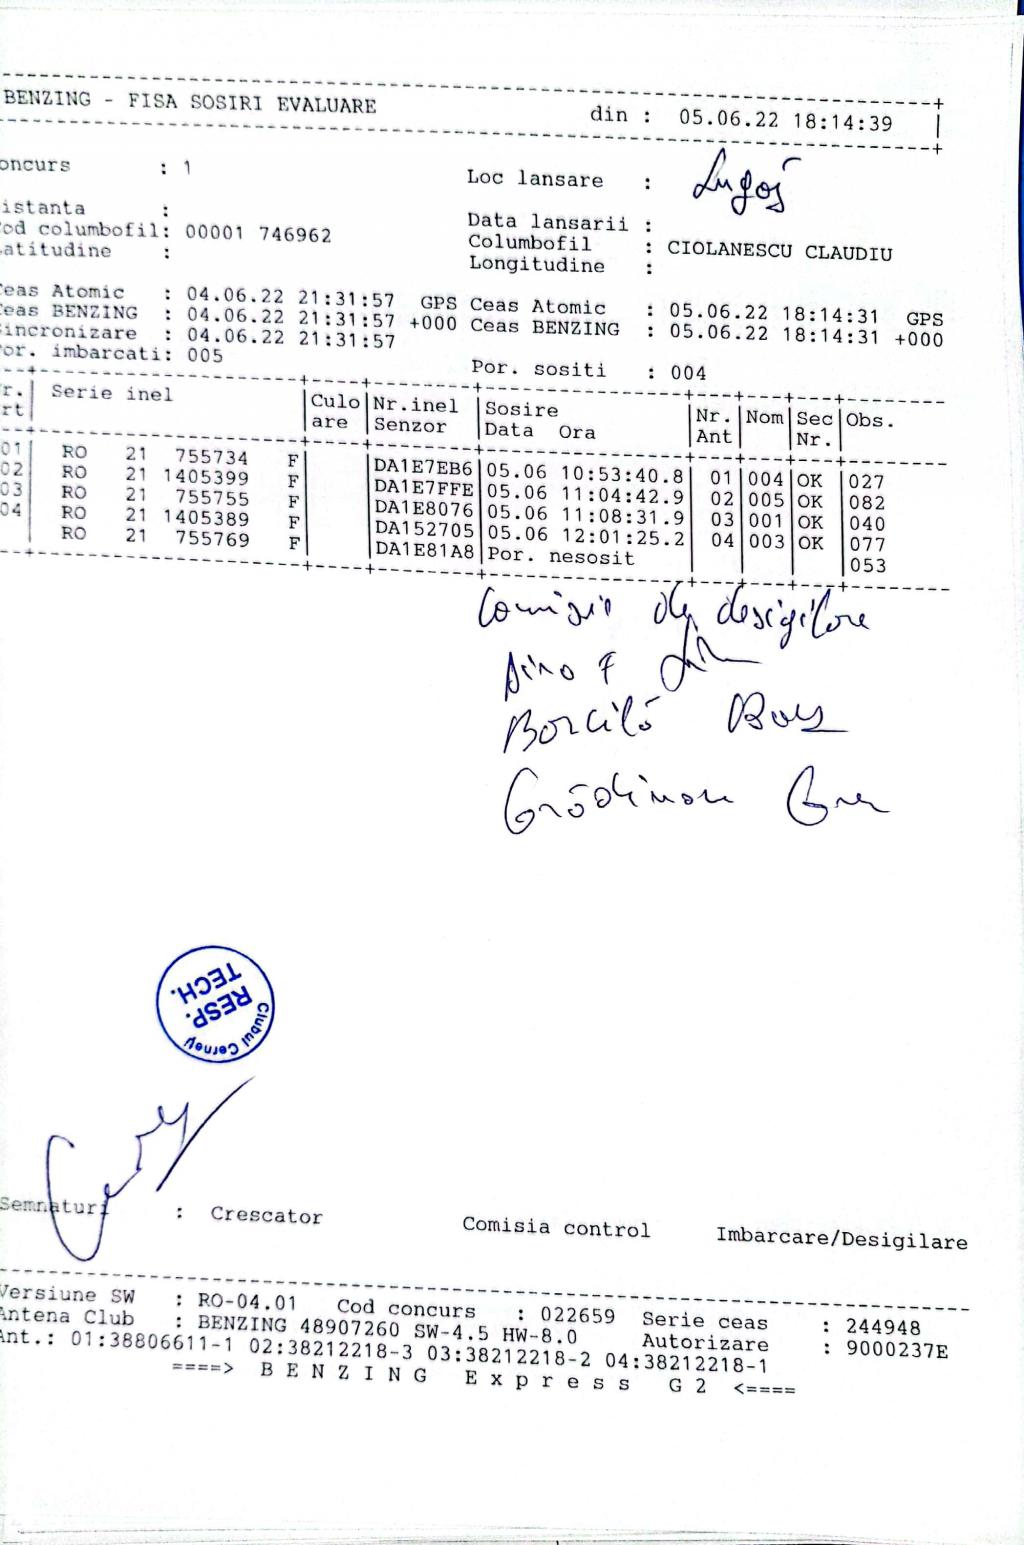 BENZING - FISA SOSIRI EVALUARE din : 05.06.22 18:14:39
oncurs : 1 Loc lansare : Lugoj
istanta : Data lansarii :
od columbofil: 00001 746962 Columbofil : CIOLANESCU CLAUDIU
atitudine : Longitudine :
eas Atomic : 04.06.22 21:31:57 GPS Ceas Atomic : 05.06.22 18:14:31 GPS
eas BENZING : 04.06.22 21:31:57 +000 Ceas BENZING : 05.06.22 18:14:31 +000
incronizare : 04.06.22 21:31:57
or. imbarcati: 005 Por. sositi : 004
r. Serie inel Culo Nr.inel Sosire Nr. Nom Sec Obs.
rt are Senzor Data Ora Ant Nr.
01 RO 21 755734 F DA1E7EB6 05.06 10:53:40.8 01 004 OK 027
02 RO 21 1405399 F DA1E7FFE 05.06 11:04:42.9 02 005 OK 082
03 RO 21 755755 F DA1E8076 05.06 11:08:31.9 03 001 OK 040
04 RO 21 1405389 F DA152705 05.06 12:01:25.2 04 003 OK 077
RO 21 755769 F DA1E81A8 Por. nesosit 053
Comisie de desigilare
Dino F
Borcilă
Grădinaru
RESP.
TECH.
Clubul Cerney
Semnaturi : Crescator Comisia control Imbarcare/Desigilare
Versiune SW : RO-04.01 Cod concurs : 022659 Serie ceas : 244948
Antena Club : BENZING 48907260 SW-4.5 HW-8.0 Autorizare : 9000237E
Ant.: 01:38806611-1 02:38212218-3 03:38212218-2 04:38212218-1
====> B E N Z I N G E x p r e s s G 2 <====